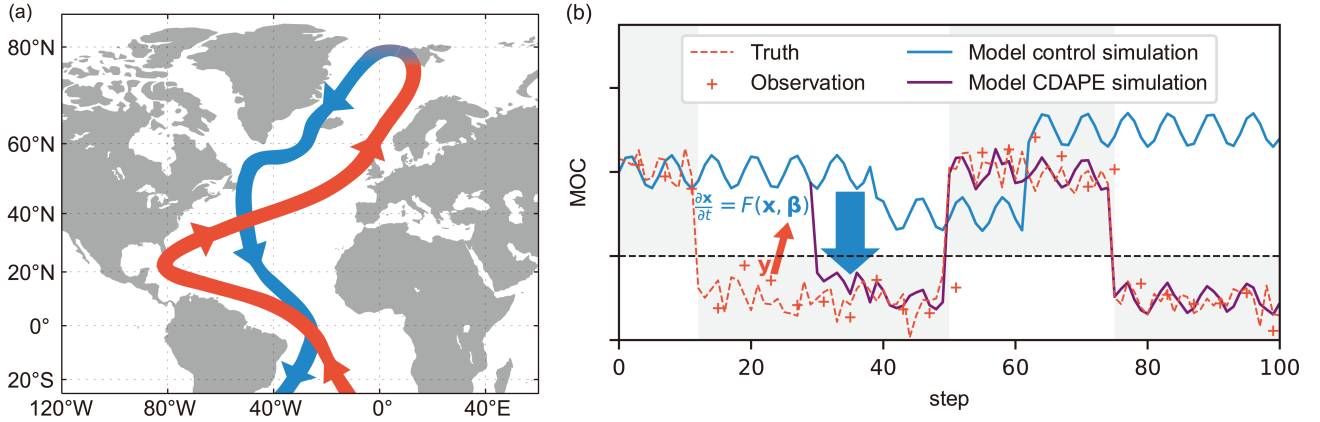 (a)
80°N
60°N
40°N
20°N
0°
20°S
120°W 80°W 40°W 0° 40°E
(b)
Truth
Observation
Model control simulation
Model CDAPE simulation
MOC
∂x/∂t = F(x, β)
y
0 20 40 60 80 100
step